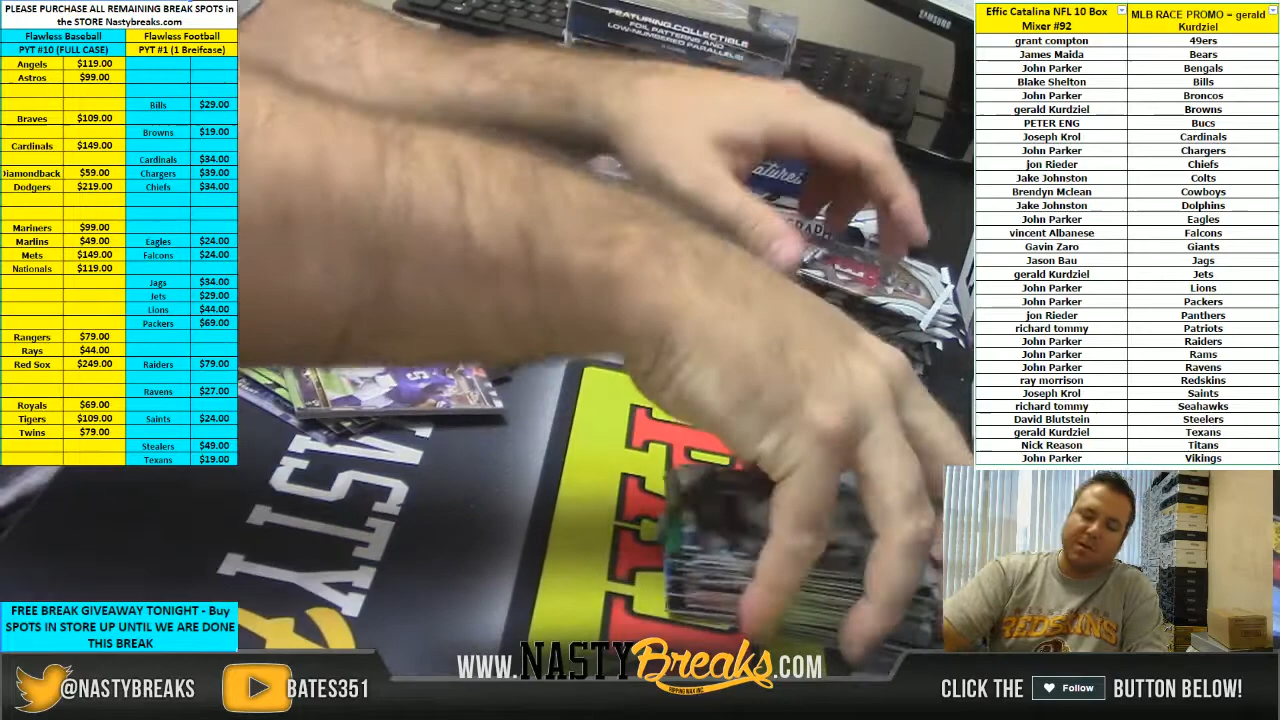 PLEASE PURCHASE ALL REMAINING BREAK SPOTS in
the STORE Nastybreaks.com
Flawless Baseball Flawless Football
PYT #10 (FULL CASE) PYT #1 (1 Breifcase)
Angels $119.00
Astros $99.00
Bills $29.00
Braves $109.00
Browns $19.00
Cardinals $149.00
Cardinals $34.00
Diamondback $59.00 Chargers $39.00
Dodgers $219.00 Chiefs $34.00
Mariners $99.00
Marlins $49.00 Eagles $24.00
Mets $149.00 Falcons $24.00
Nationals $119.00
Jags $34.00
Jets $29.00
Lions $44.00
Packers $69.00
Rangers $79.00
Rays $44.00
Red Sox $249.00 Raiders $79.00
Ravens $27.00
Royals $69.00
Tigers $109.00 Saints $24.00
Twins $79.00
Stealers $49.00
Texans $19.00
FREE BREAK GIVEAWAY TONIGHT - Buy
SPOTS IN STORE UP UNTIL WE ARE DONE
THIS BREAK
FEATURING COLLECTIBLE
FOIL PATTERNS AND
LOW-NUMBERED PARALLELS!
SAMSUNG
Effic Catalina NFL 10 Box
Mixer #92
MLB RACE PROMO = gerald
Kurdziel
grant compton 49ers
James Maida Bears
John Parker Bengals
Blake Shelton Bills
John Parker Broncos
gerald Kurdziel Browns
PETER ENG Bucs
Joseph Krol Cardinals
John Parker Chargers
jon Rieder Chiefs
Jake Johnston Colts
Brendyn Mclean Cowboys
Jake Johnston Dolphins
John Parker Eagles
vincent Albanese Falcons
Gavin Zaro Giants
Jason Bau Jags
gerald Kurdziel Jets
John Parker Lions
John Parker Packers
jon Rieder Panthers
richard tommy Patriots
John Parker Raiders
John Parker Rams
John Parker Ravens
ray morrison Redskins
Joseph Krol Saints
richard tommy Seahawks
David Blutstein Steelers
gerald Kurdziel Texans
Nick Reason Titans
John Parker Vikings
REDSKINS
@NASTYBREAKS
BATES351
WWW.NASTYBreaks.COM
RIPPING WAX INC.
CLICK THE Follow BUTTON BELOW!